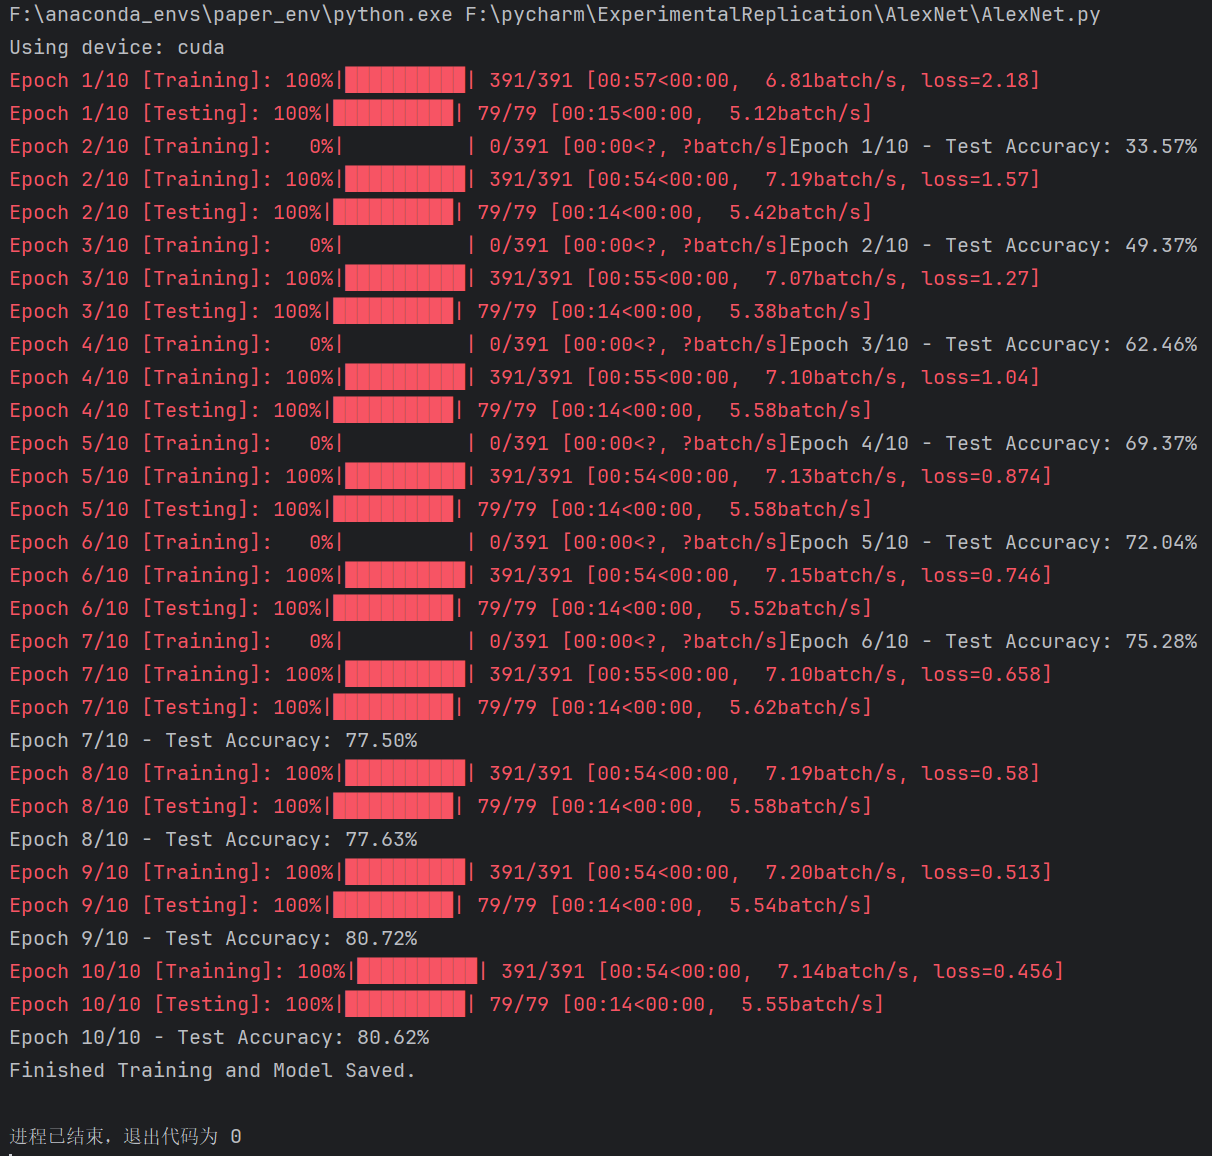 F:\anaconda_envs\paper_env\python.exe F:\pycharm\ExperimentalReplication\AlexNet\AlexNet.py
Using device: cuda
Epoch 1/10 [Training]: 100%|██████████| 391/391 [00:57<00:00,  6.81batch/s, loss=2.18]
Epoch 1/10 [Testing]: 100%|██████████| 79/79 [00:15<00:00,  5.12batch/s]
Epoch 2/10 [Training]:   0%|          | 0/391 [00:00<?, ?batch/s]Epoch 1/10 - Test Accuracy: 33.57%
Epoch 2/10 [Training]: 100%|██████████| 391/391 [00:54<00:00,  7.19batch/s, loss=1.57]
Epoch 2/10 [Testing]: 100%|██████████| 79/79 [00:14<00:00,  5.42batch/s]
Epoch 3/10 [Training]:   0%|          | 0/391 [00:00<?, ?batch/s]Epoch 2/10 - Test Accuracy: 49.37%
Epoch 3/10 [Training]: 100%|██████████| 391/391 [00:55<00:00,  7.07batch/s, loss=1.27]
Epoch 3/10 [Testing]: 100%|██████████| 79/79 [00:14<00:00,  5.38batch/s]
Epoch 4/10 [Training]:   0%|          | 0/391 [00:00<?, ?batch/s]Epoch 3/10 - Test Accuracy: 62.46%
Epoch 4/10 [Training]: 100%|██████████| 391/391 [00:55<00:00,  7.10batch/s, loss=1.04]
Epoch 4/10 [Testing]: 100%|██████████| 79/79 [00:14<00:00,  5.58batch/s]
Epoch 5/10 [Training]:   0%|          | 0/391 [00:00<?, ?batch/s]Epoch 4/10 - Test Accuracy: 69.37%
Epoch 5/10 [Training]: 100%|██████████| 391/391 [00:54<00:00,  7.13batch/s, loss=0.874]
Epoch 5/10 [Testing]: 100%|██████████| 79/79 [00:14<00:00,  5.58batch/s]
Epoch 6/10 [Training]:   0%|          | 0/391 [00:00<?, ?batch/s]Epoch 5/10 - Test Accuracy: 72.04%
Epoch 6/10 [Training]: 100%|██████████| 391/391 [00:54<00:00,  7.15batch/s, loss=0.746]
Epoch 6/10 [Testing]: 100%|██████████| 79/79 [00:14<00:00,  5.52batch/s]
Epoch 7/10 [Training]:   0%|          | 0/391 [00:00<?, ?batch/s]Epoch 6/10 - Test Accuracy: 75.28%
Epoch 7/10 [Training]: 100%|██████████| 391/391 [00:55<00:00,  7.10batch/s, loss=0.658]
Epoch 7/10 [Testing]: 100%|██████████| 79/79 [00:14<00:00,  5.62batch/s]
Epoch 7/10 - Test Accuracy: 77.50%
Epoch 8/10 [Training]: 100%|██████████| 391/391 [00:54<00:00,  7.19batch/s, loss=0.58]
Epoch 8/10 [Testing]: 100%|██████████| 79/79 [00:14<00:00,  5.58batch/s]
Epoch 8/10 - Test Accuracy: 77.63%
Epoch 9/10 [Training]: 100%|██████████| 391/391 [00:54<00:00,  7.20batch/s, loss=0.513]
Epoch 9/10 [Testing]: 100%|██████████| 79/79 [00:14<00:00,  5.54batch/s]
Epoch 9/10 - Test Accuracy: 80.72%
Epoch 10/10 [Training]: 100%|██████████| 391/391 [00:54<00:00,  7.14batch/s, loss=0.456]
Epoch 10/10 [Testing]: 100%|██████████| 79/79 [00:14<00:00,  5.55batch/s]
Epoch 10/10 - Test Accuracy: 80.62%
Finished Training and Model Saved.
进程已结束，退出代码为 0